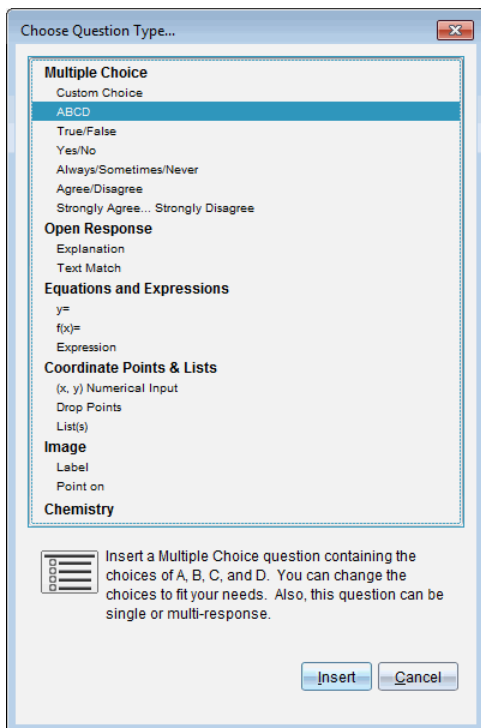 Choose Question Type...
Multiple Choice
Custom Choice
ABCD
True/False
Yes/No
Always/Sometimes/Never
Agree/Disagree
Strongly Agree... Strongly Disagree
Open Response
Explanation
Text Match
Equations and Expressions
y=
f(x)=
Expression
Coordinate Points & Lists
(x, y) Numerical Input
Drop Points
List(s)
Image
Label
Point on
Chemistry
Insert a Multiple Choice question containing the
choices of A, B, C, and D. You can change the
choices to fit your needs. Also, this question can be
single or multi-response.
Insert Cancel